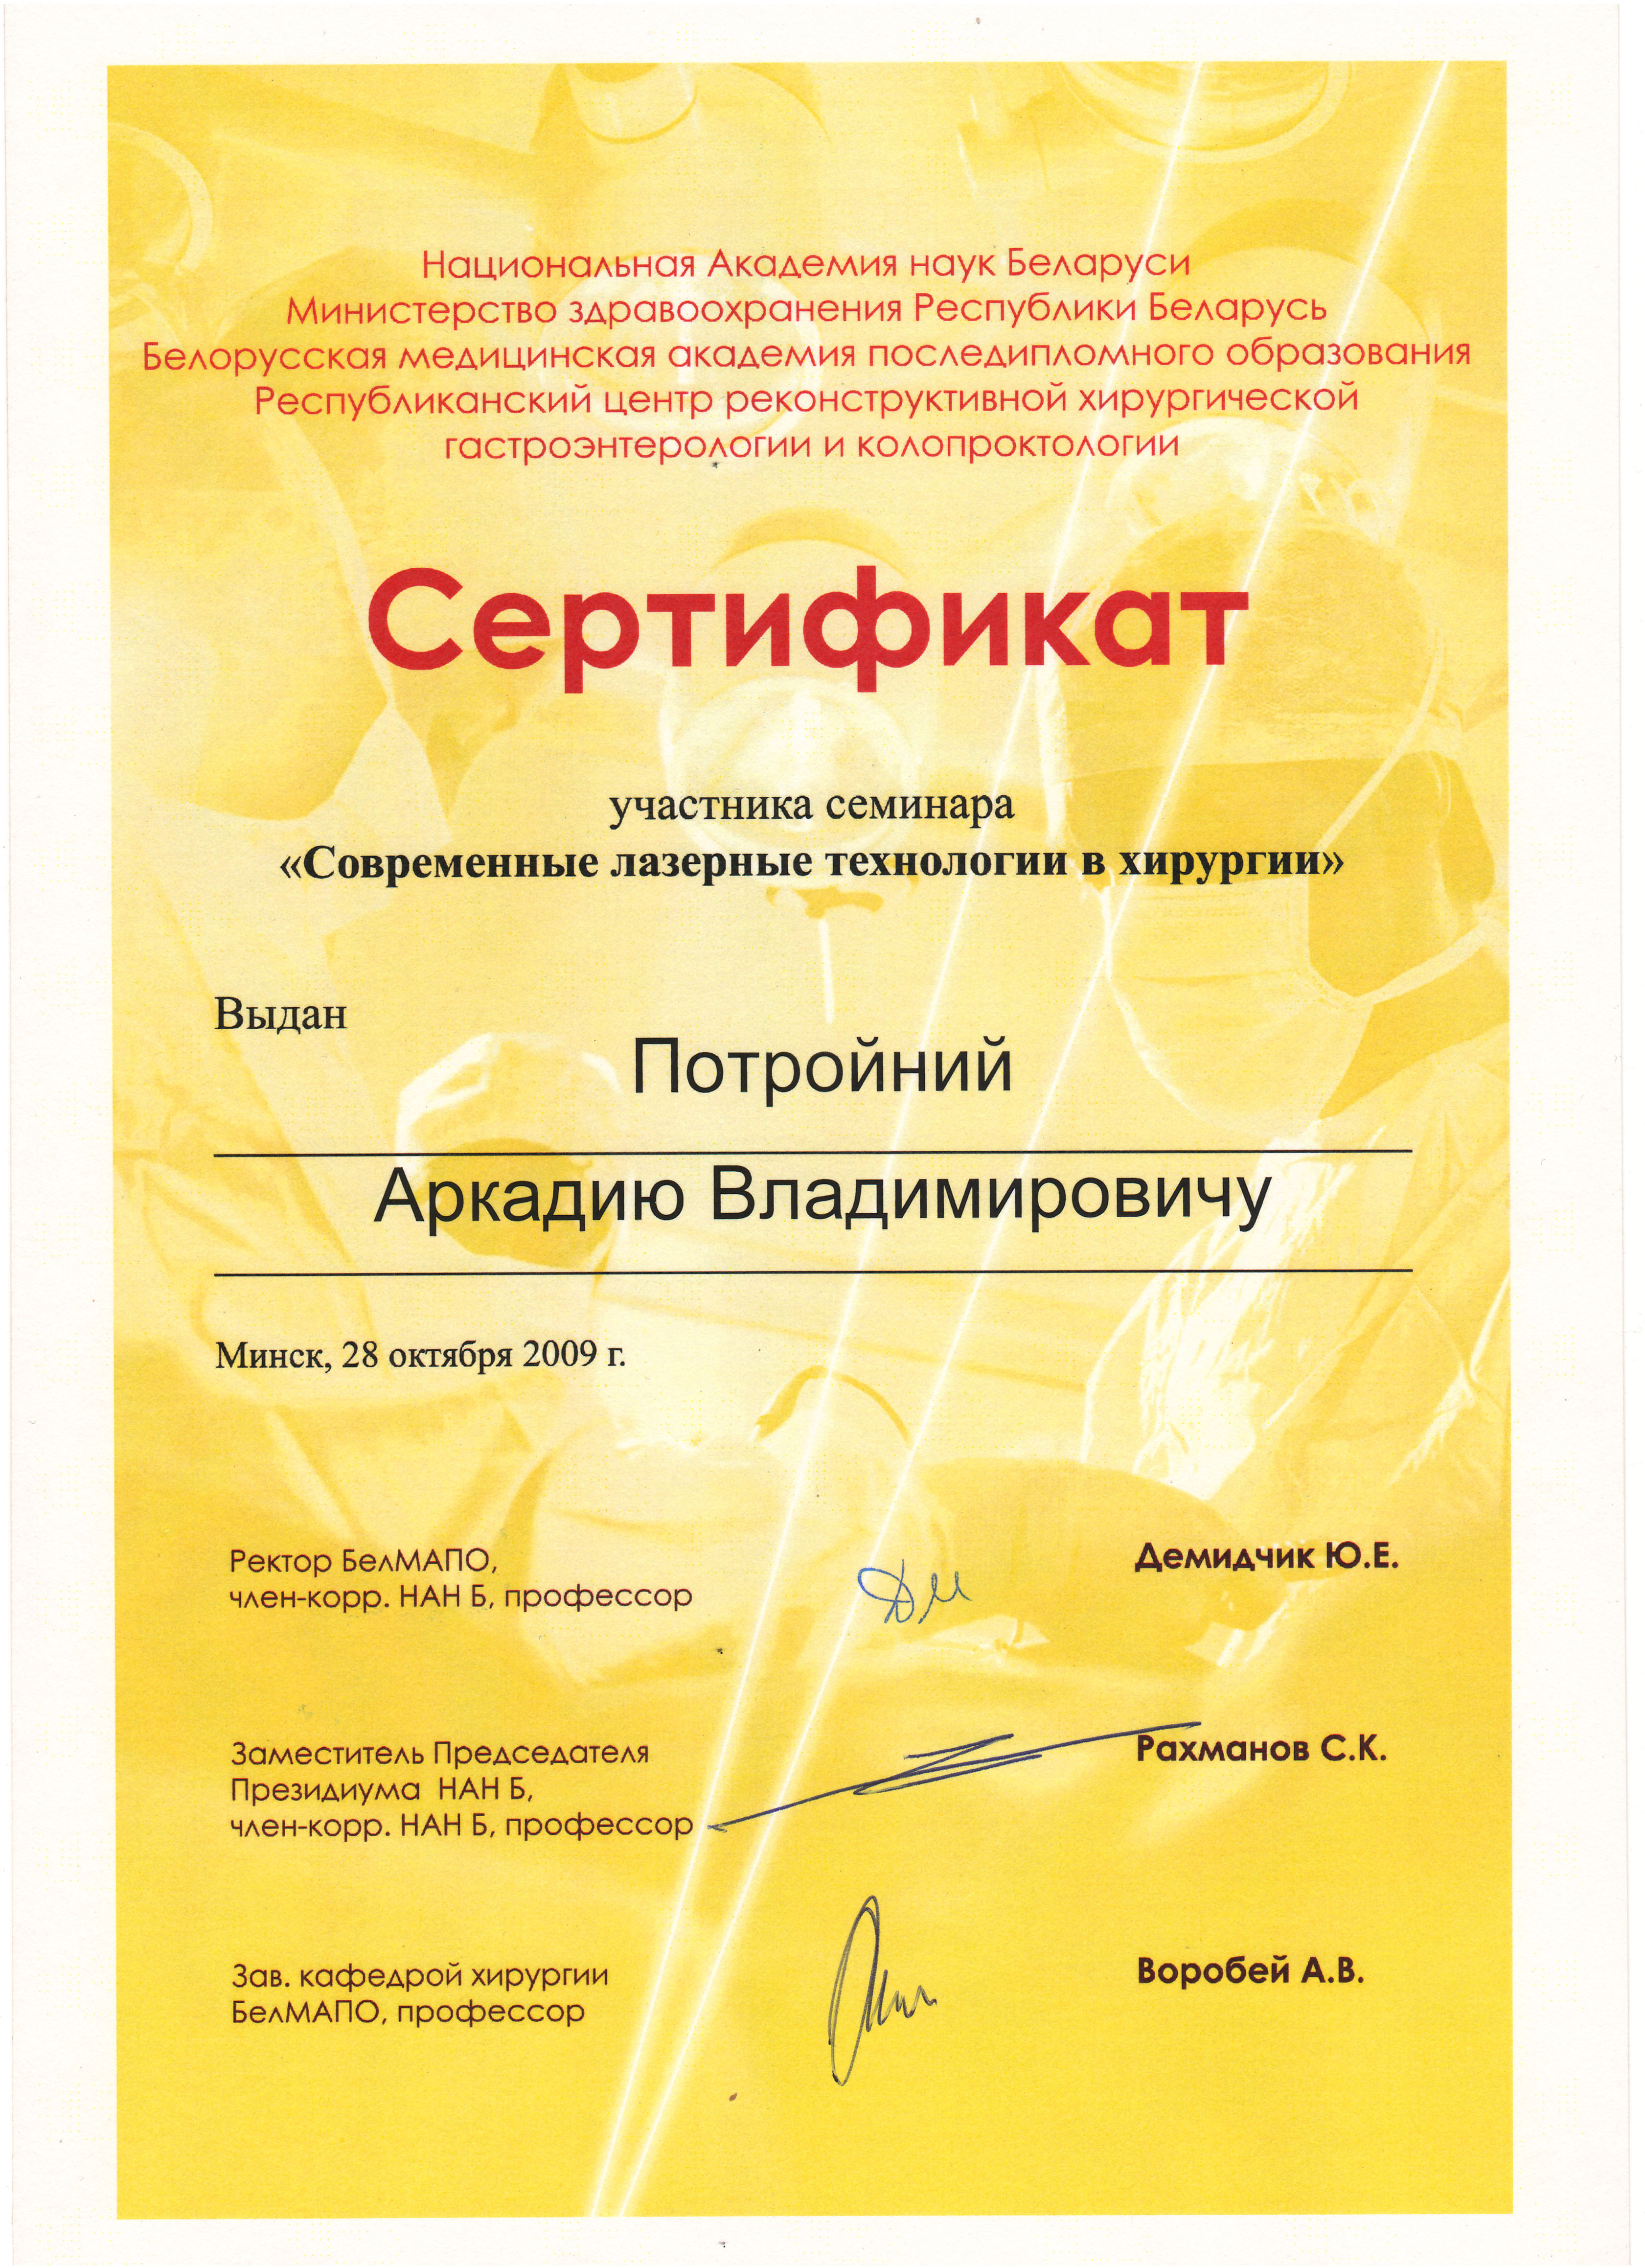 Национальная Академия наук Беларуси
Министерство здравоохранения Республики Беларусь
Белорусская медицинская академия последипломного образования
Республиканский центр реконструктивной хирургической
гастроэнтерологии и колопроктологии
Сертификат
участника семинара
«Современные лазерные технологии в хирургии»
Выдан
Потройний
Аркадию Владимировичу
Минск, 28 октября 2009 г.
Ректор БелМАПО,
член-корр. НАН Б, профессор
Демидчик Ю.Е.
Заместитель Председателя
Президиума НАН Б,
член-корр. НАН Б, профессор
Рахманов С.К.
Зав. кафедрой хирургии
БелМАПО, профессор
Воробей А.В.